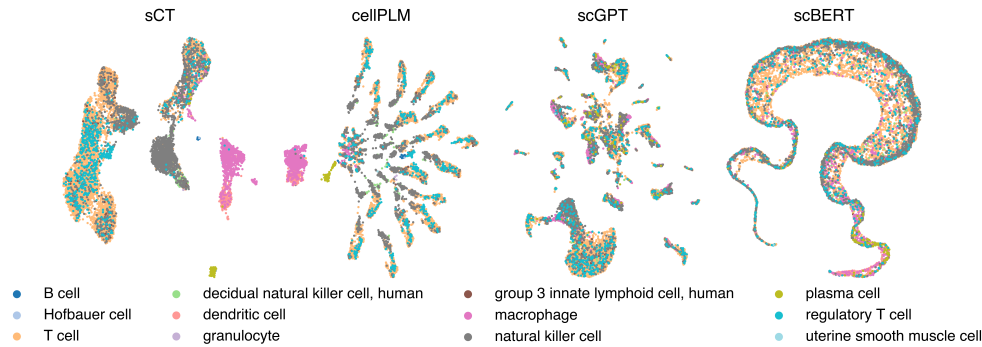 sCT cellPLM scGPT scBERT
B cell decidual natural killer cell, human group 3 innate lymphoid cell, human plasma cell
Hofbauer cell dendritic cell macrophage regulatory T cell
T cell granulocyte natural killer cell uterine smooth muscle cell